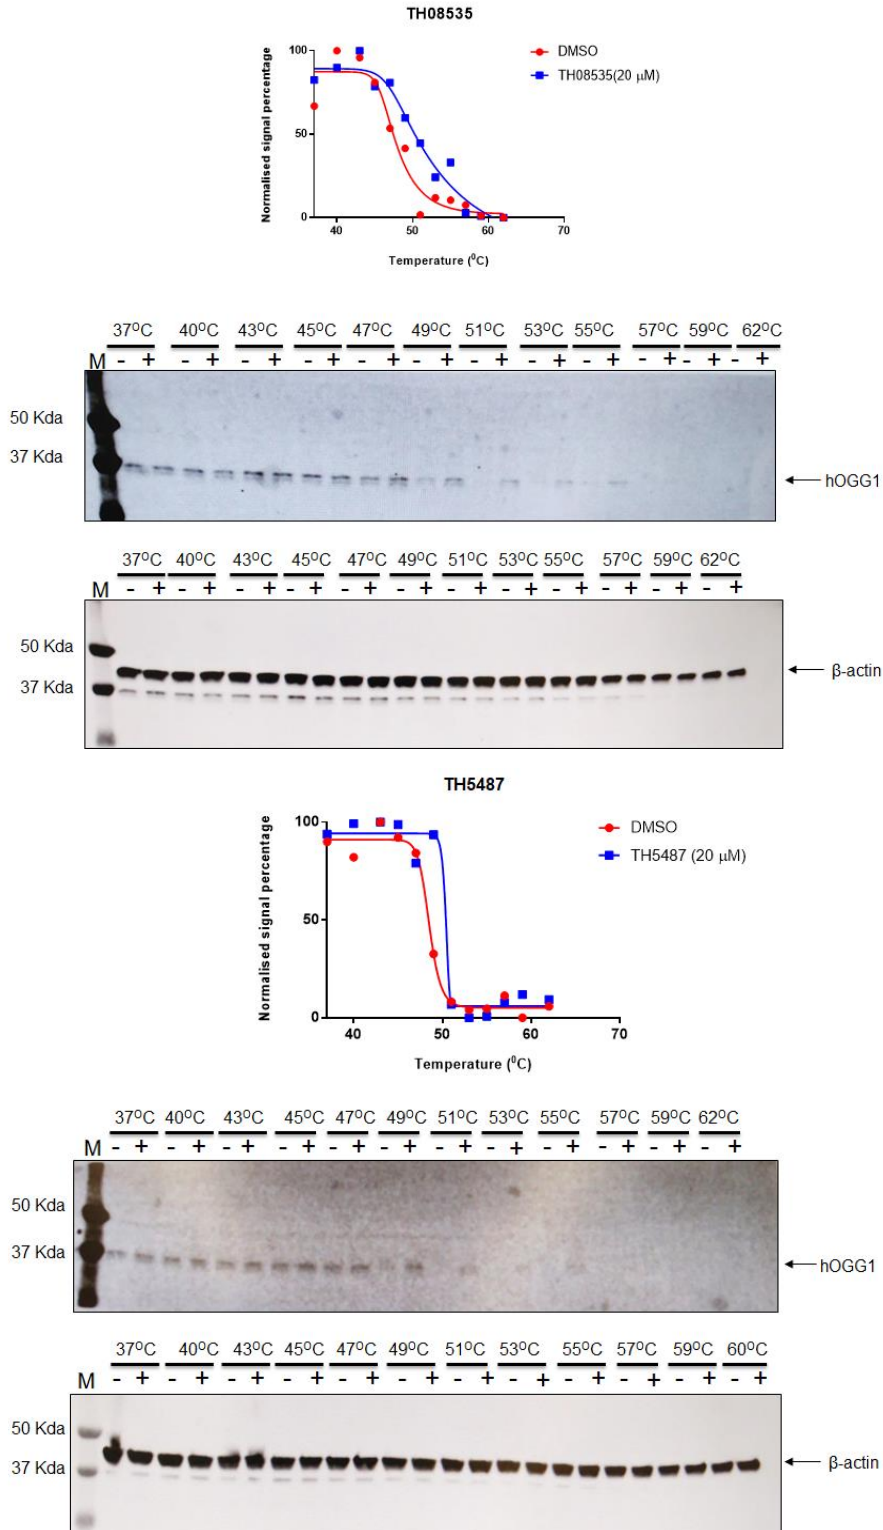 TH08535
Normalised signal percentage
100
50
0
40 50 60 70
Temperature (⁰C)
DMSO
TH08535(20 μM)
37⁰C 40⁰C 43⁰C 45⁰C 47⁰C 49⁰C 51⁰C 53⁰C 55⁰C 57⁰C 59⁰C 62⁰C
M - + - + - + - + - + - + - + - + - + - + - + - +
50 Kda
37 Kda
hOGG1
37⁰C 40⁰C 43⁰C 45⁰C 47⁰C 49⁰C 51⁰C 53⁰C 55⁰C 57⁰C 59⁰C 62⁰C
M - + - + - + - + - + - + - + - + - + - + - + - +
50 Kda
37 Kda
β-actin
TH5487
Normalised signal percentage
100
50
0
40 50 60 70
Temperature (⁰C)
DMSO
TH5487 (20 μM)
37⁰C 40⁰C 43⁰C 45⁰C 47⁰C 49⁰C 51⁰C 53⁰C 55⁰C 57⁰C 59⁰C 62⁰C
M - + - + - + - + - + - + - + - + - + - + - + - +
50 Kda
37 Kda
hOGG1
37⁰C 40⁰C 43⁰C 45⁰C 47⁰C 49⁰C 51⁰C 53⁰C 55⁰C 57⁰C 59⁰C 60⁰C
M - + - + - + - + - + - + - + - + - + - + - + - +
50 Kda
37 Kda
β-actin